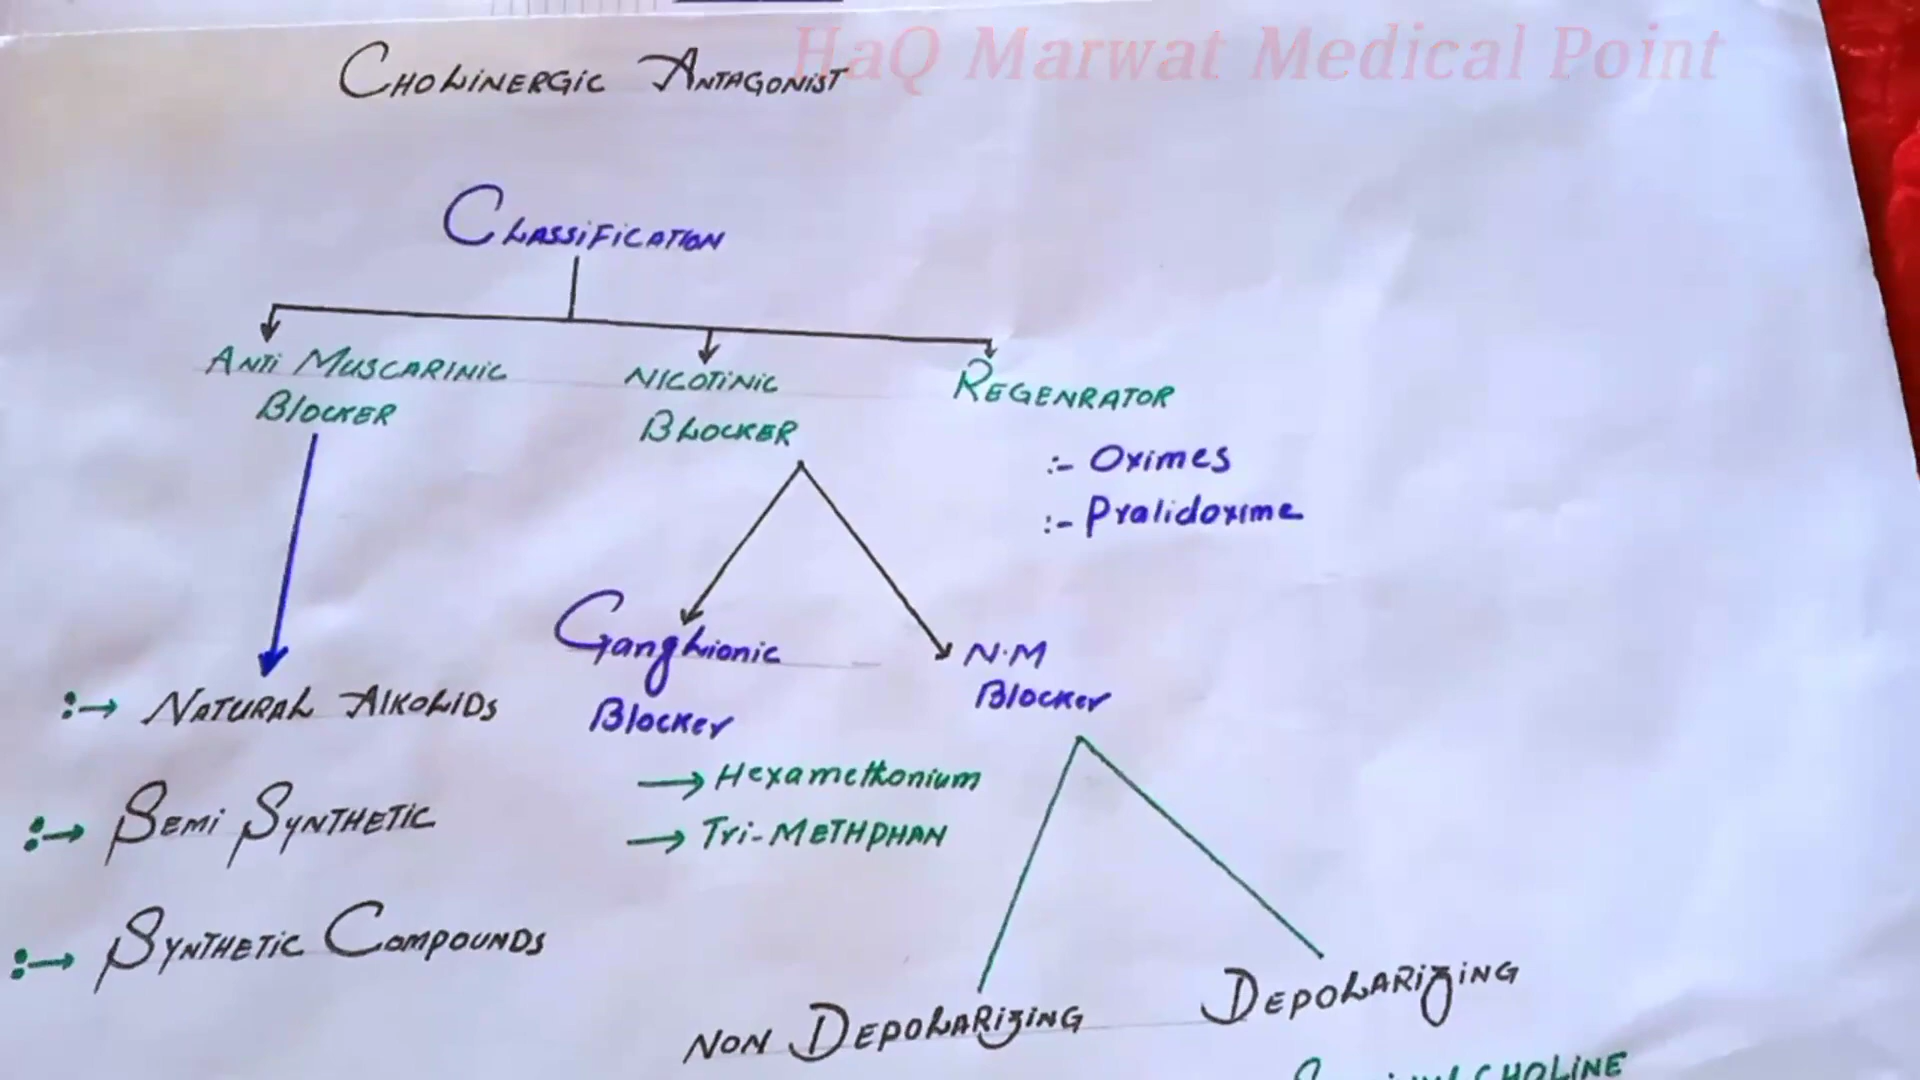 HaQ Marwat Medical Point
CHOLINERGIC ANTAGONIST
CLASSIFICATION
ANTI MUSCARINIC
BLOCKER
NICOTINIC
BLOCKER
REGENRATOR
:- Oximes
:- Pralidoxime
Ganglionic
Blocker
N.M
Blocker
:→ NATURAL AlKOLIDS
:→ SEMI SYNTHETIC
:→ SYNTHETIC COMPOUNDS
→ Hexamethonium
→ Tri-METHPHAN
NON DEPOLARIZING
DEPOLARIZING